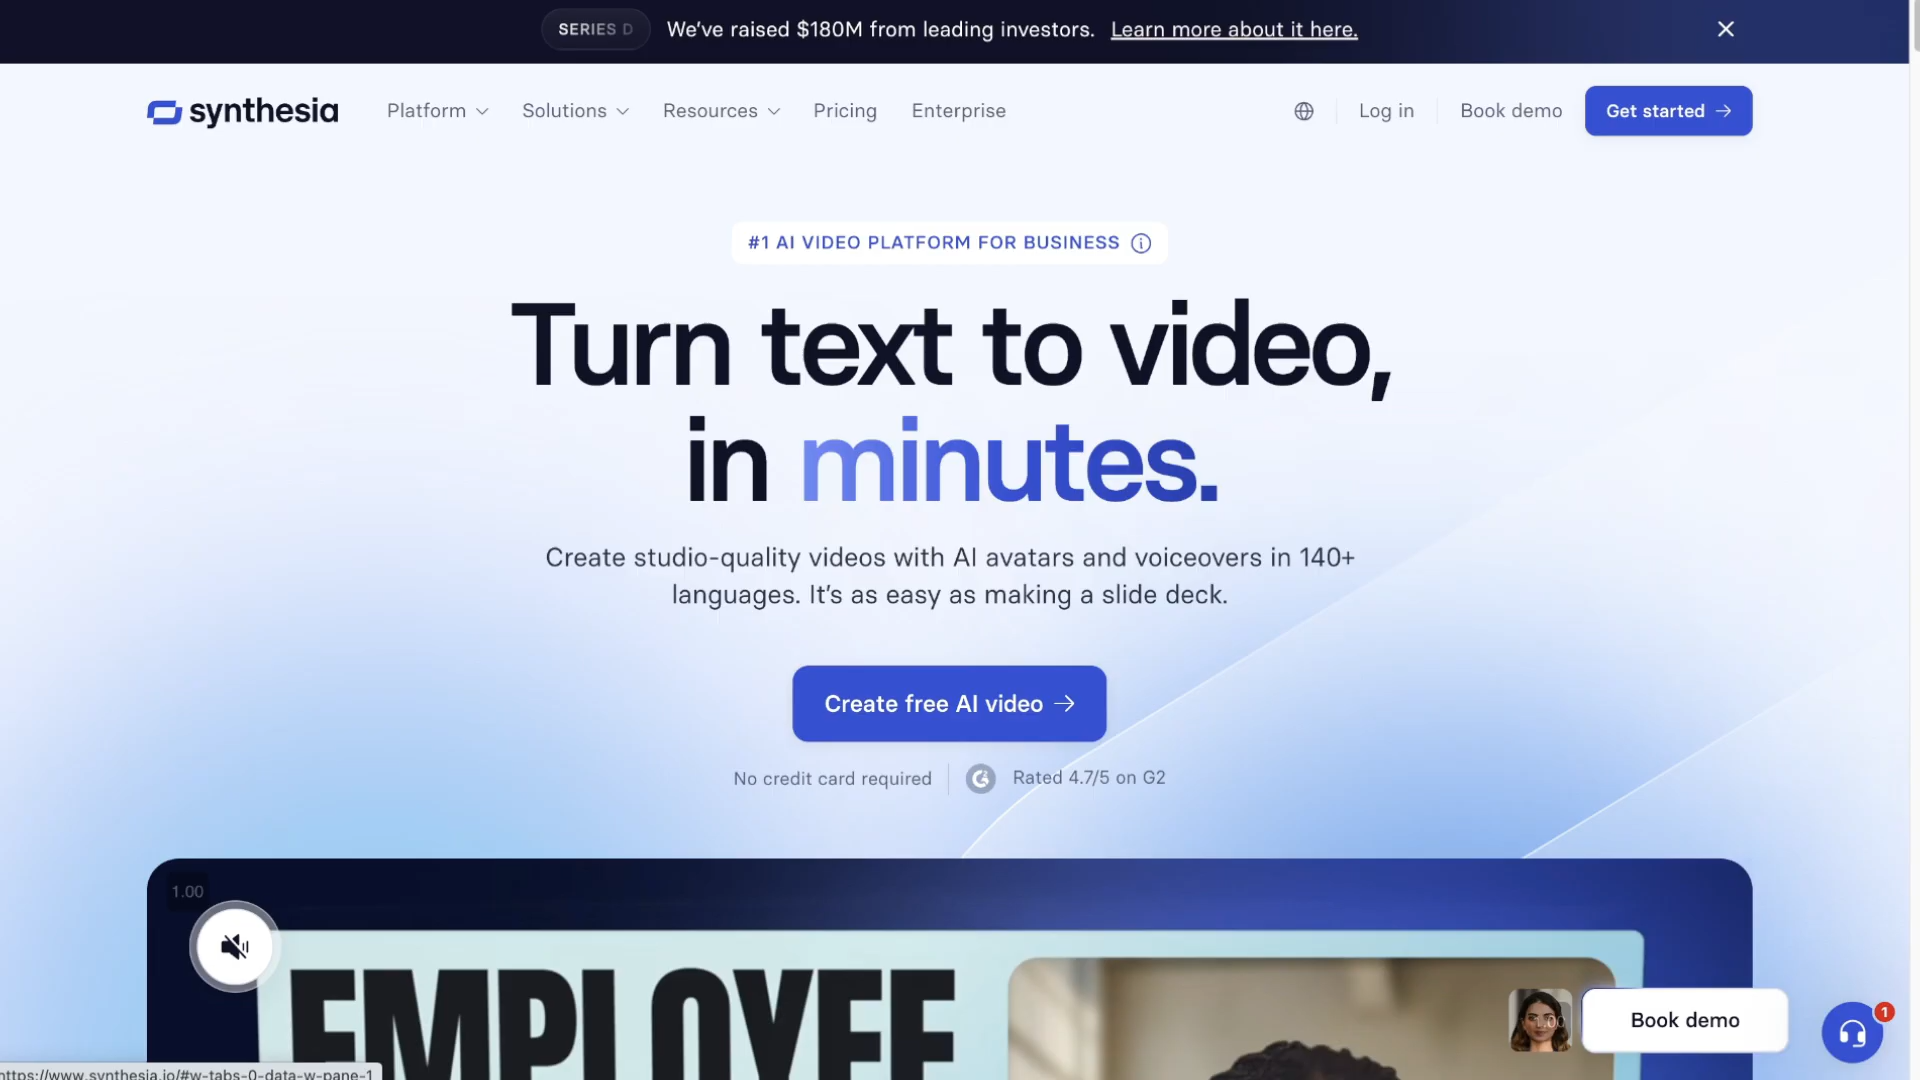 SERIES D We've raised $180M from leading investors. Learn more about it here.
synthesia Platform Solutions Resources Pricing Enterprise Log in Book demo Get started
#1 AI VIDEO PLATFORM FOR BUSINESS
Turn text to video,
in minutes.
Create studio-quality videos with AI avatars and voiceovers in 140+
languages. It's as easy as making a slide deck.
Create free AI video
No credit card required Rated 4.7/5 on G2
1.00
EMPLOYEE
1.00
Book demo
1
https://www.synthesia.io/#w-tabs-0-data-w-pane-1